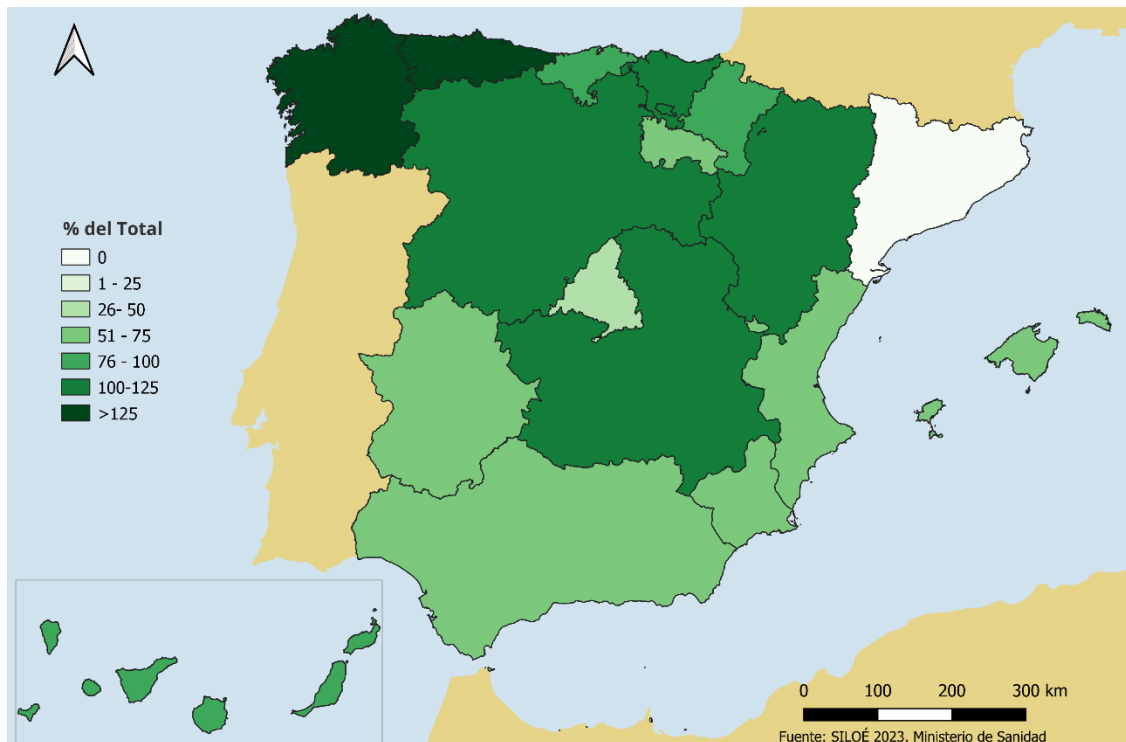 % del Total
0
1 - 25
26- 50
51 - 75
76 - 100
100-125
>125
0 100 200 300 km
Fuente: SILOÉ 2023. Ministerio de Sanidad